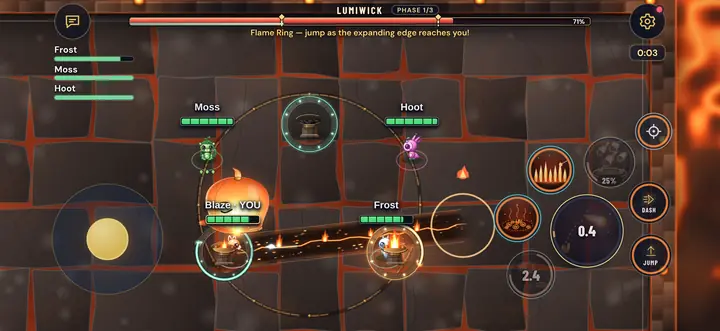 LUMIWICK PHASE 1/3
71%
Flame Ring — jump as the expanding edge reaches you!
0:03
Frost
Moss
Hoot
Moss
Hoot
Blaze · YOU
Frost
25%
DASH
0.4
JUMP
2.4